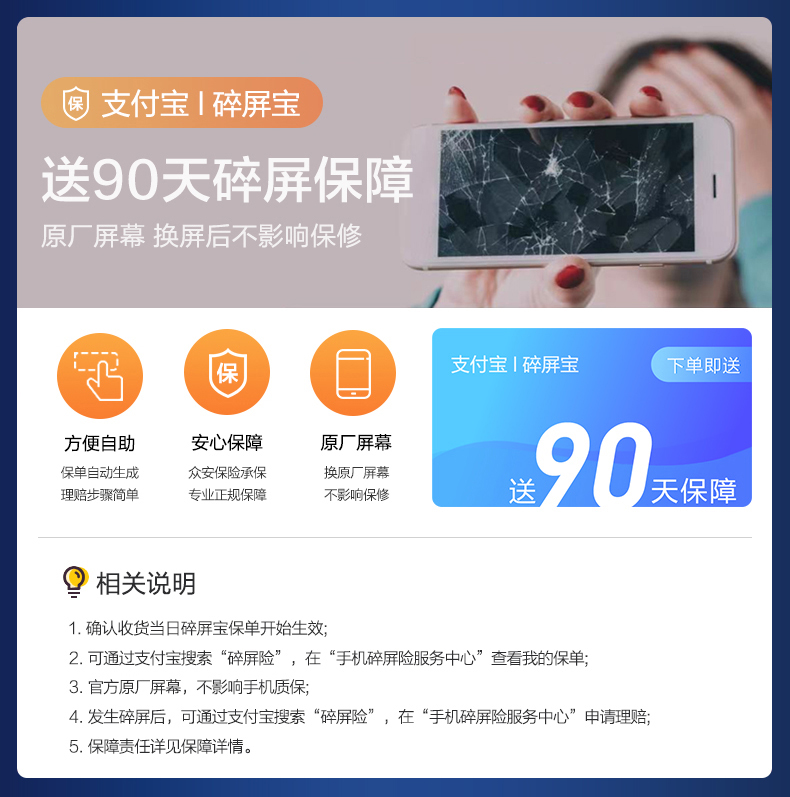 保 支付宝 | 碎屏宝
送90天碎屏保障
原厂屏幕 换屏后不影响保修
保
方便自助
保单自动生成
理赔步骤简单
安心保障
众安保险承保
专业正规保障
原厂屏幕
换原厂屏幕
不影响保修
支付宝 | 碎屏宝
下单即送
送90天保障
相关说明
1. 确认收货当日碎屏宝保单开始生效;
2. 可通过支付宝搜索“碎屏险”，在“手机碎屏险服务中心”查看我的保单;
3. 官方原厂屏幕，不影响手机质保;
4. 发生碎屏后，可通过支付宝搜索“碎屏险”，在“手机碎屏险服务中心”申请理赔;
5. 保障责任详见保障详情。